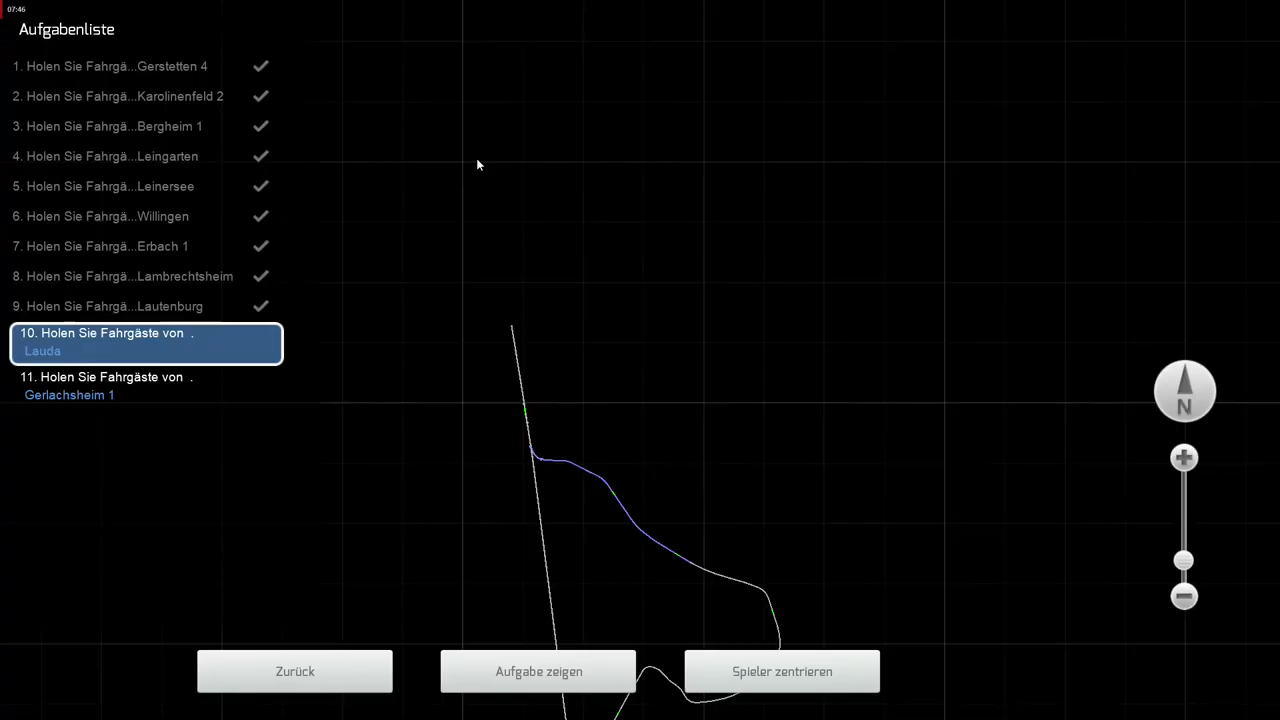 07:46
Aufgabenliste
1. Holen Sie Fahrgä...Gerstetten 4
2. Holen Sie Fahrgä...Karolinenfeld 2
3. Holen Sie Fahrgä...Bergheim 1
4. Holen Sie Fahrgä...Leingarten
5. Holen Sie Fahrgä...Leinersee
6. Holen Sie Fahrgä...Willingen
7. Holen Sie Fahrgä...Erbach 1
8. Holen Sie Fahrgä...Lambrechtsheim
9. Holen Sie Fahrgä...Lautenburg
10. Holen Sie Fahrgäste von .
Lauda
11. Holen Sie Fahrgäste von .
Gerlachsheim 1
N
Zurück
Aufgabe zeigen
Spieler zentrieren